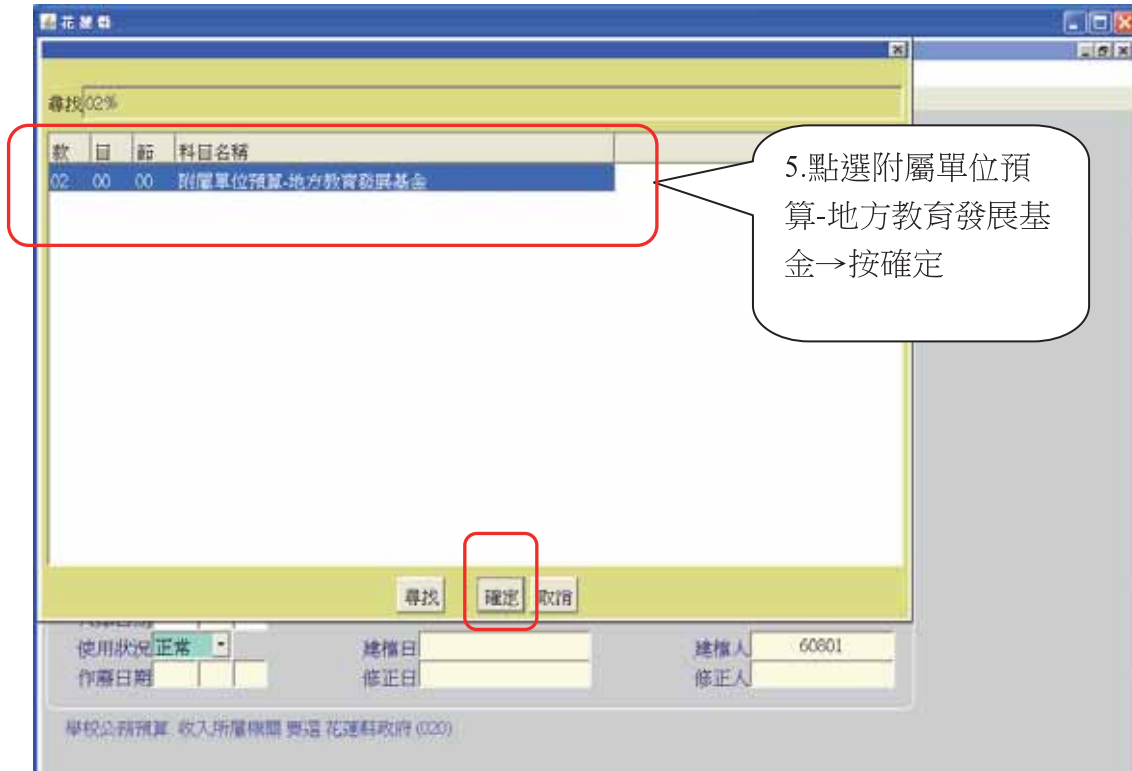 花蓮縣
尋找 02%
款 目 節 科目名稱
02 00 00 附屬單位預算-地方教育發展基金
5.點選附屬單位預
算-地方教育發展基
金→按確定
尋找 確定 取消
使用狀況 正常 建檔日 建檔人 60801
作廢日期 修正日 修正人
學校公務預算 收入所屬機關 要選 花蓮縣政府 (020)